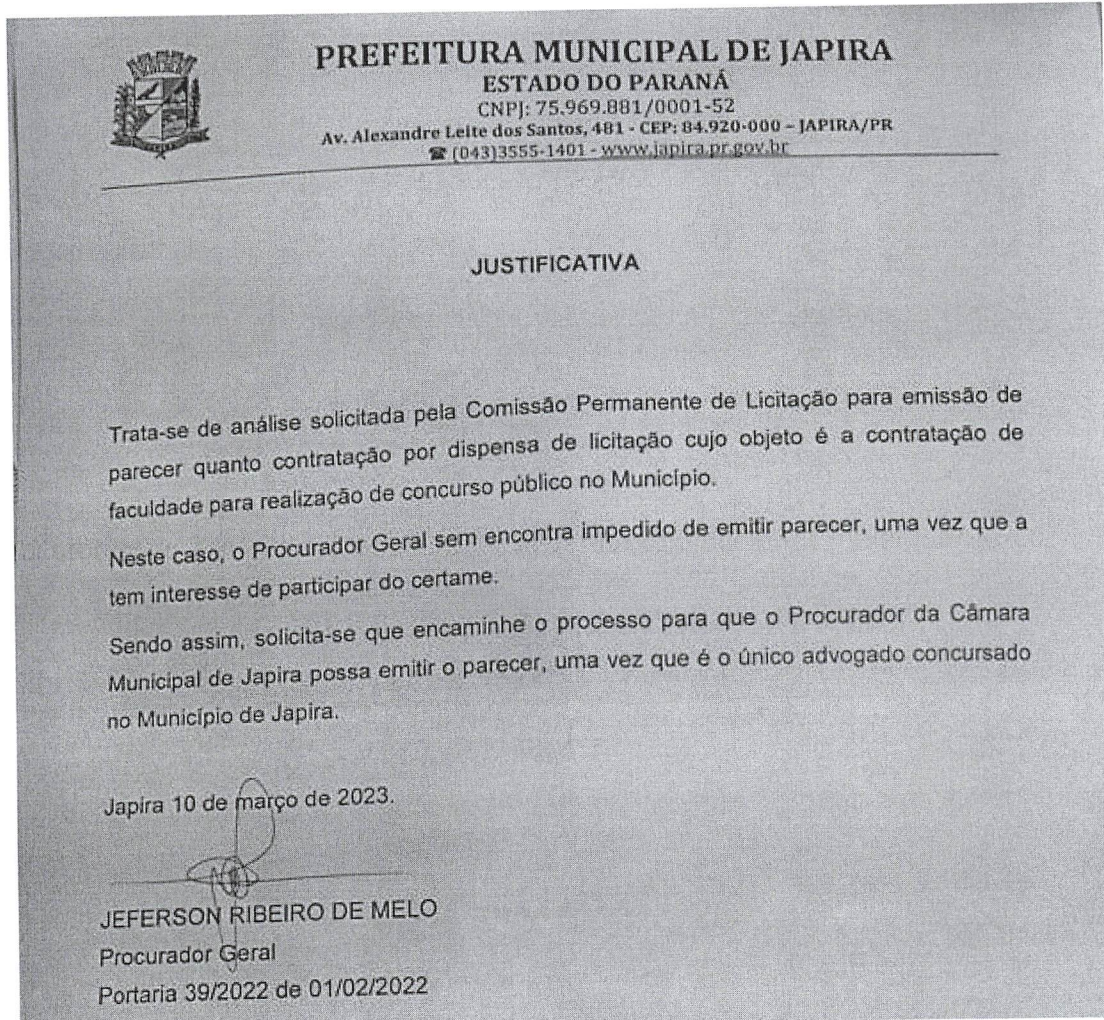 PREFEITURA MUNICIPAL DE JAPIRA
ESTADO DO PARANÁ
CNPJ: 75.969.881/0001-52
Av. Alexandre Leite dos Santos, 481 - CEP: 84.920-000 – JAPIRA/PR
☎ (043)3555-1401 - www.japira.pr.gov.br
JUSTIFICATIVA
Trata-se de análise solicitada pela Comissão Permanente de Licitação para emissão de
parecer quanto contratação por dispensa de licitação cujo objeto é a contratação de
faculdade para realização de concurso público no Município.
Neste caso, o Procurador Geral sem encontra impedido de emitir parecer, uma vez que a
tem interesse de participar do certame.
Sendo assim, solicita-se que encaminhe o processo para que o Procurador da Câmara
Municipal de Japira possa emitir o parecer, uma vez que é o único advogado concursado
no Município de Japira.
Japira 10 de março de 2023.
JEFERSON RIBEIRO DE MELO
Procurador Geral
Portaria 39/2022 de 01/02/2022